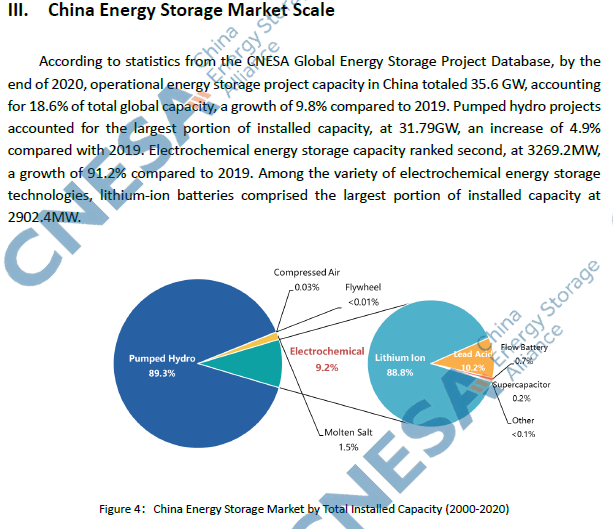 III. China Energy Storage Market Scale
According to statistics from the CNESA Global Energy Storage Project Database, by the
end of 2020, operational energy storage project capacity in China totaled 35.6 GW, accounting
for 18.6% of total global capacity, a growth of 9.8% compared to 2019. Pumped hydro projects
accounted for the largest portion of installed capacity, at 31.79GW, an increase of 4.9%
compared with 2019. Electrochemical energy storage capacity ranked second, at 3269.2MW,
a growth of 91.2% compared to 2019. Among the variety of electrochemical energy storage
technologies, lithium-ion batteries comprised the largest portion of installed capacity at
2902.4MW.
CNESA China Energy Storage Alliance
Compressed Air
0.03%
Flywheel
<0.01%
Pumped Hydro
89.3%
Electrochemical
9.2%
Molten Salt
1.5%
Lithium Ion
88.8%
Lead Acid
10.2%
Flow Battery
0.7%
Supercapacitor
0.2%
Other
<0.1%
CNESA China Energy Storage Alliance
Figure 4: China Energy Storage Market by Total Installed Capacity (2000-2020)